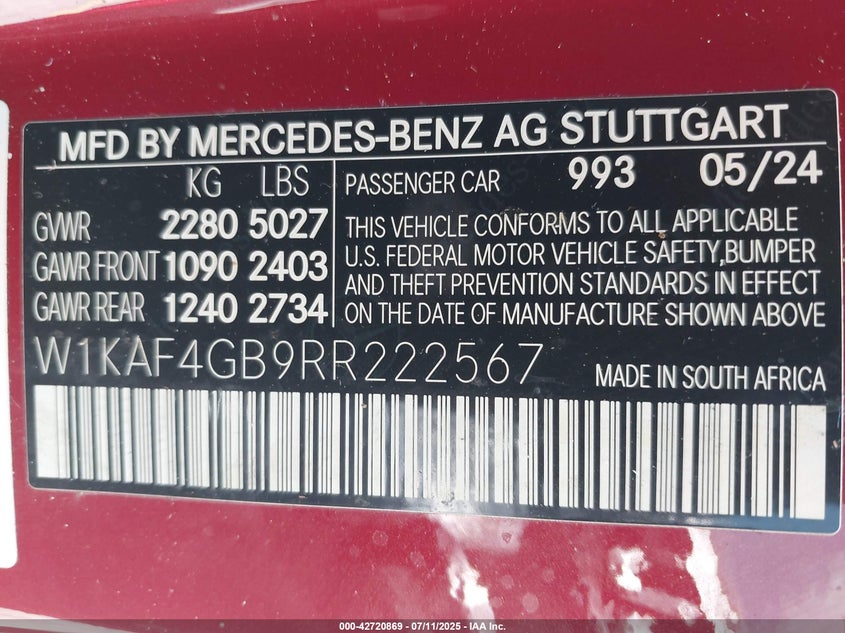 MFD BY MERCEDES-BENZ AG STUTTGART
KG LBS
GVWR 2280 5027
GAWR FRONT 1090 2403
GAWR REAR 1240 2734
PASSENGER CAR 993 05/24
THIS VEHICLE CONFORMS TO ALL APPLICABLE
U.S. FEDERAL MOTOR VEHICLE SAFETY,BUMPER
AND THEFT PREVENTION STANDARDS IN EFFECT
ON THE DATE OF MANUFACTURE SHOWN ABOVE
W1KAF4GB9RR222567
MADE IN SOUTH AFRICA
000-42720869 / 07/11/2025 - IAA Inc.